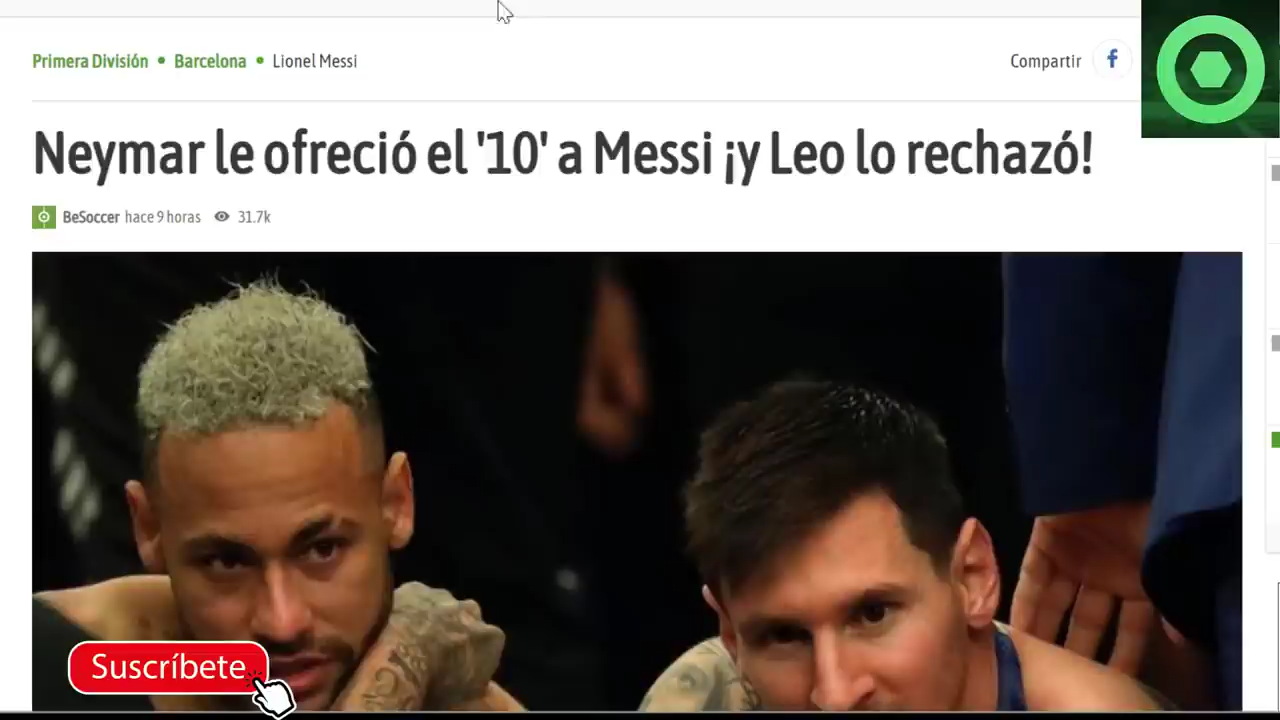 Primera División • Barcelona • Lionel Messi
Compartir
Neymar le ofreció el '10' a Messi ¡y Leo lo rechazó!
BeSoccer hace 9 horas 31.7k
Suscríbete